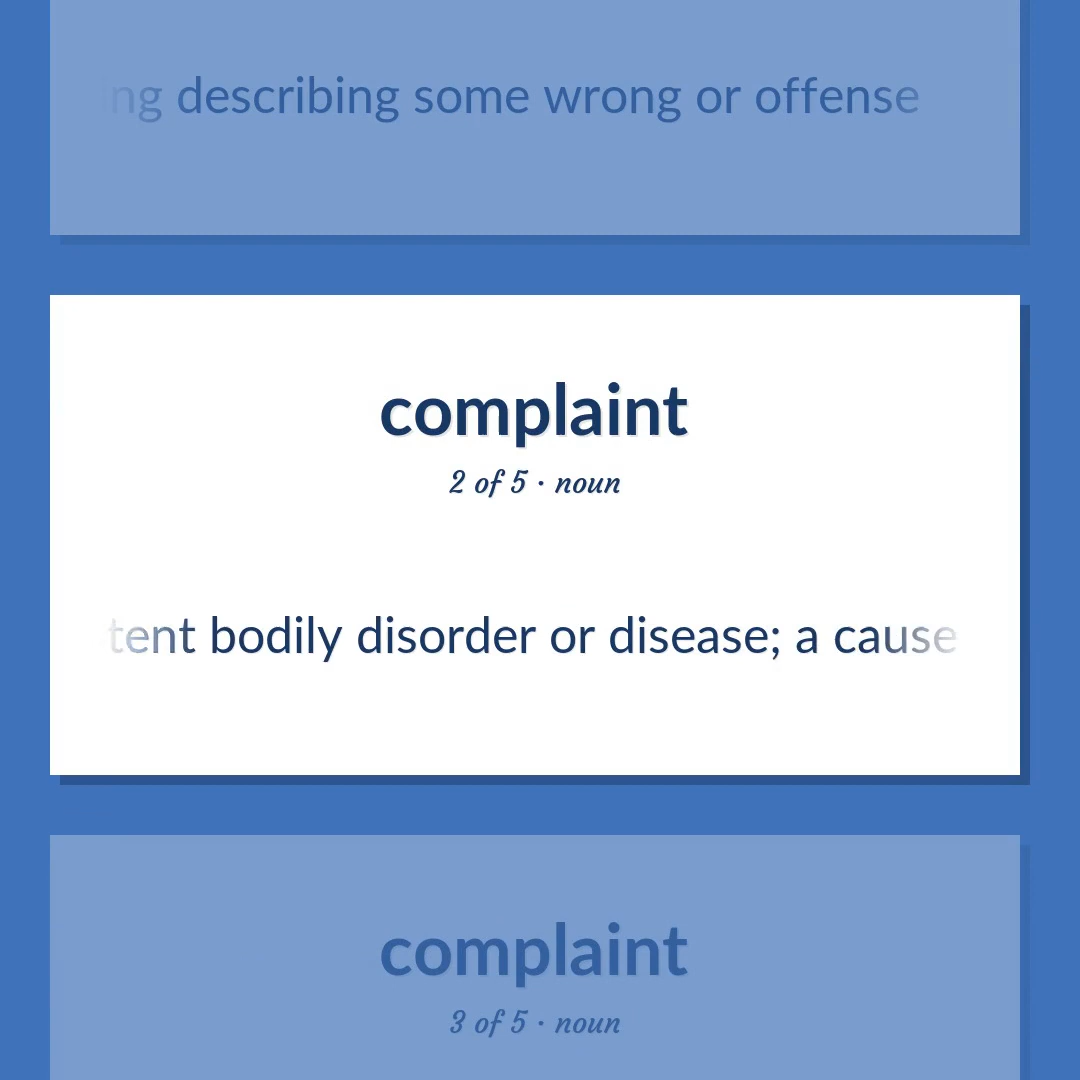 ng describing some wrong or offense
complaint
2 of 5 · noun
tent bodily disorder or disease; a cause
complaint
3 of 5 · noun